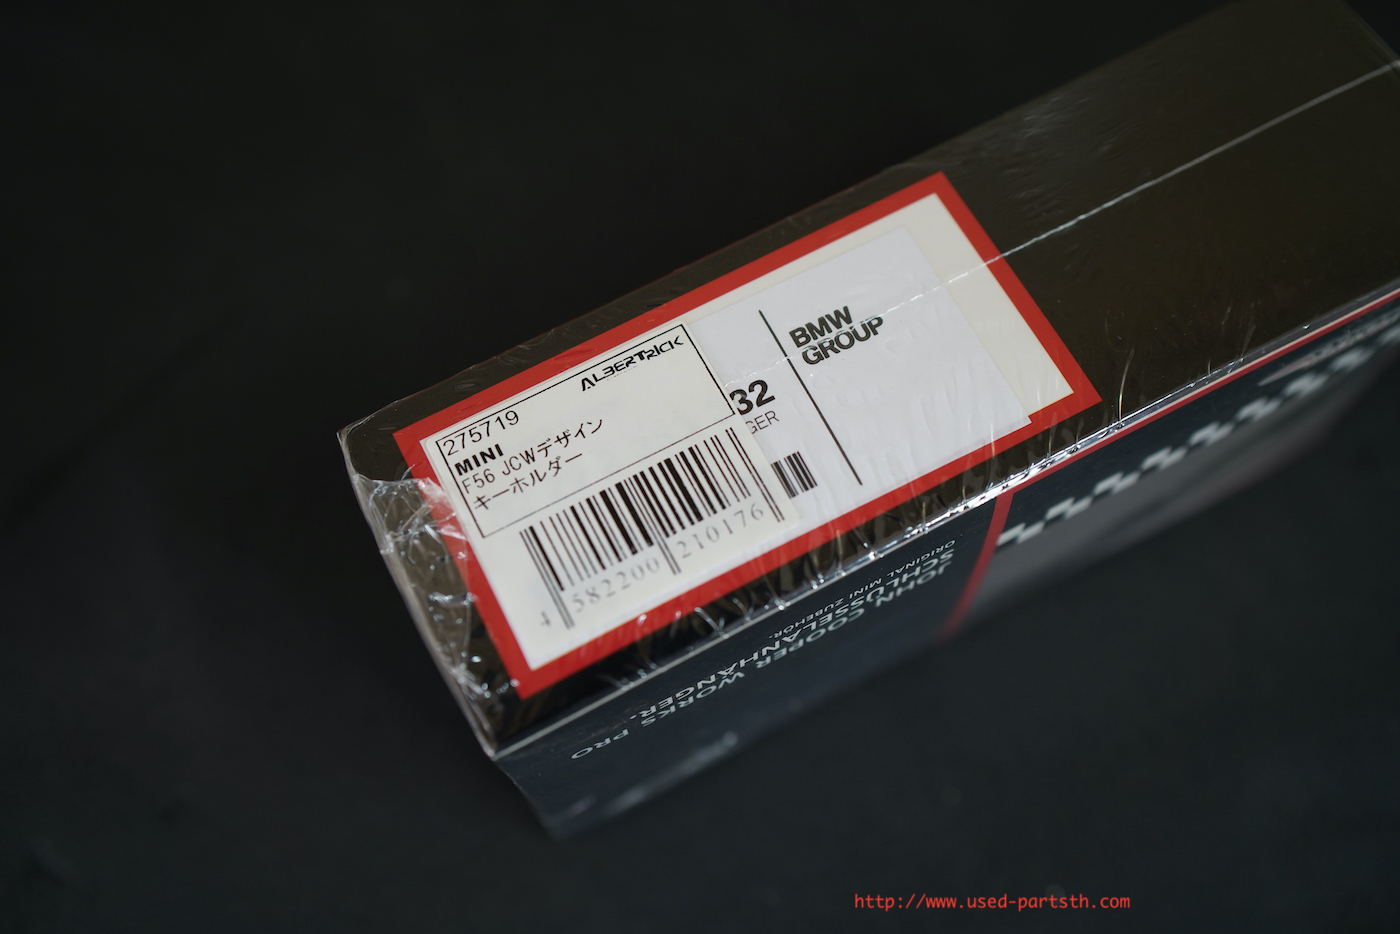 ALBERTRICK
275719
MINI
F56 JCWデザイン
キーホルダー
4 582200 210176
32
GER
BMW
GROUP
JOHN COOPER WORKS PRO
SCHLÜSSELANHÄNGER.
ORIGINAL MINI ZUBEHÖR.
http://www.used-partsth.com